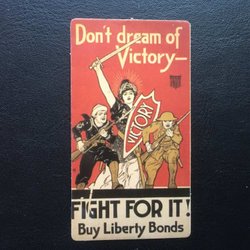 Don't dream of
Victory—
VICTORY
FIGHT FOR IT!
Buy Liberty Bonds